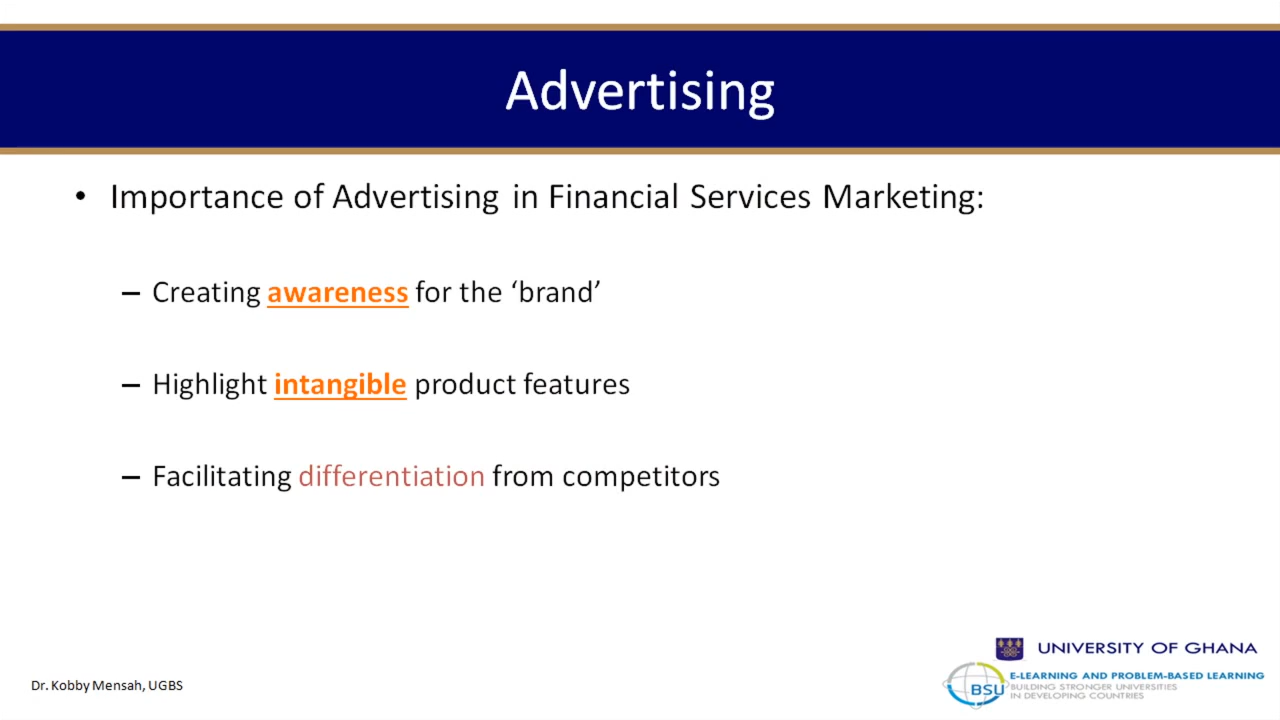 Advertising
• Importance of Advertising in Financial Services Marketing:
– Creating awareness for the ‘brand’
– Highlight intangible product features
– Facilitating differentiation from competitors
UNIVERSITY OF GHANA
BSU
E-LEARNING AND PROBLEM-BASED LEARNING
BUILDING STRONGER UNIVERSITIES
IN DEVELOPING COUNTRIES
Dr. Kobby Mensah, UGBS